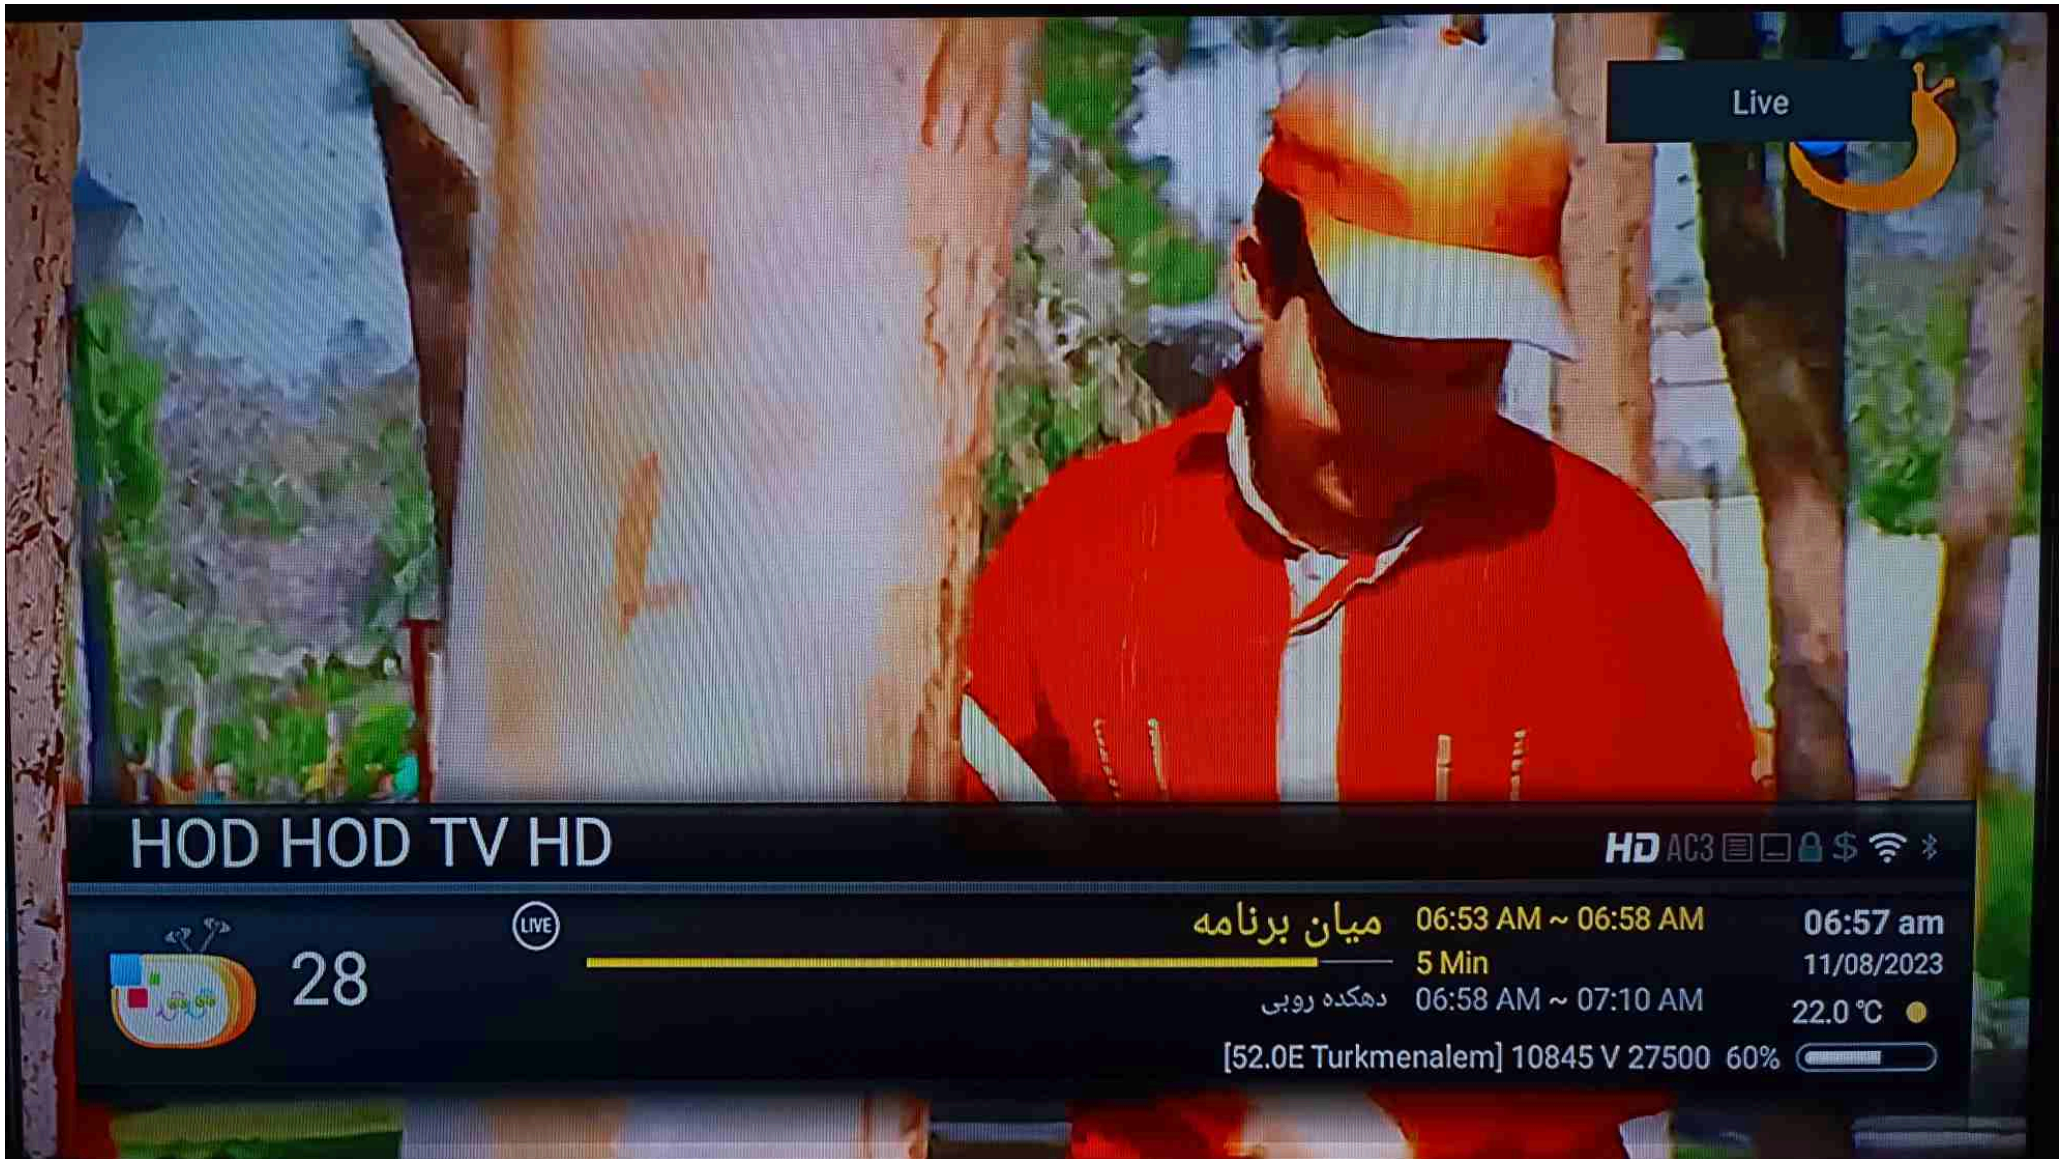 Live
HOD HOD TV HD
HD AC3 $
LIVE
میان برنامه 06:53 AM ~ 06:58 AM 06:57 am
28
5 Min 11/08/2023
دهکده روبی 06:58 AM ~ 07:10 AM
22.0 °C
[52.0E Turkmenalem] 10845 V 27500 60%